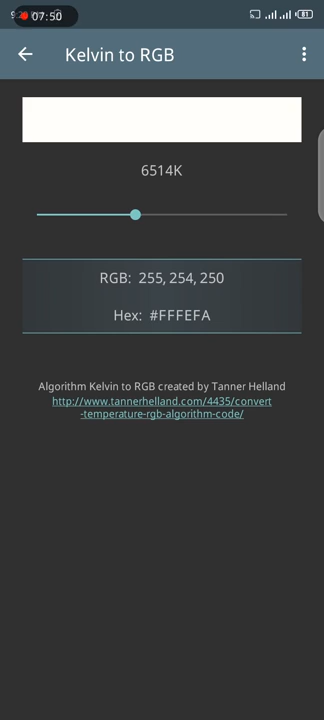 07:50
81
Kelvin to RGB
6514K
RGB: 255, 254, 250
Hex: #FFFEFA
Algorithm Kelvin to RGB created by Tanner Helland
http://www.tannerhelland.com/4435/convert
-temperature-rgb-algorithm-code/